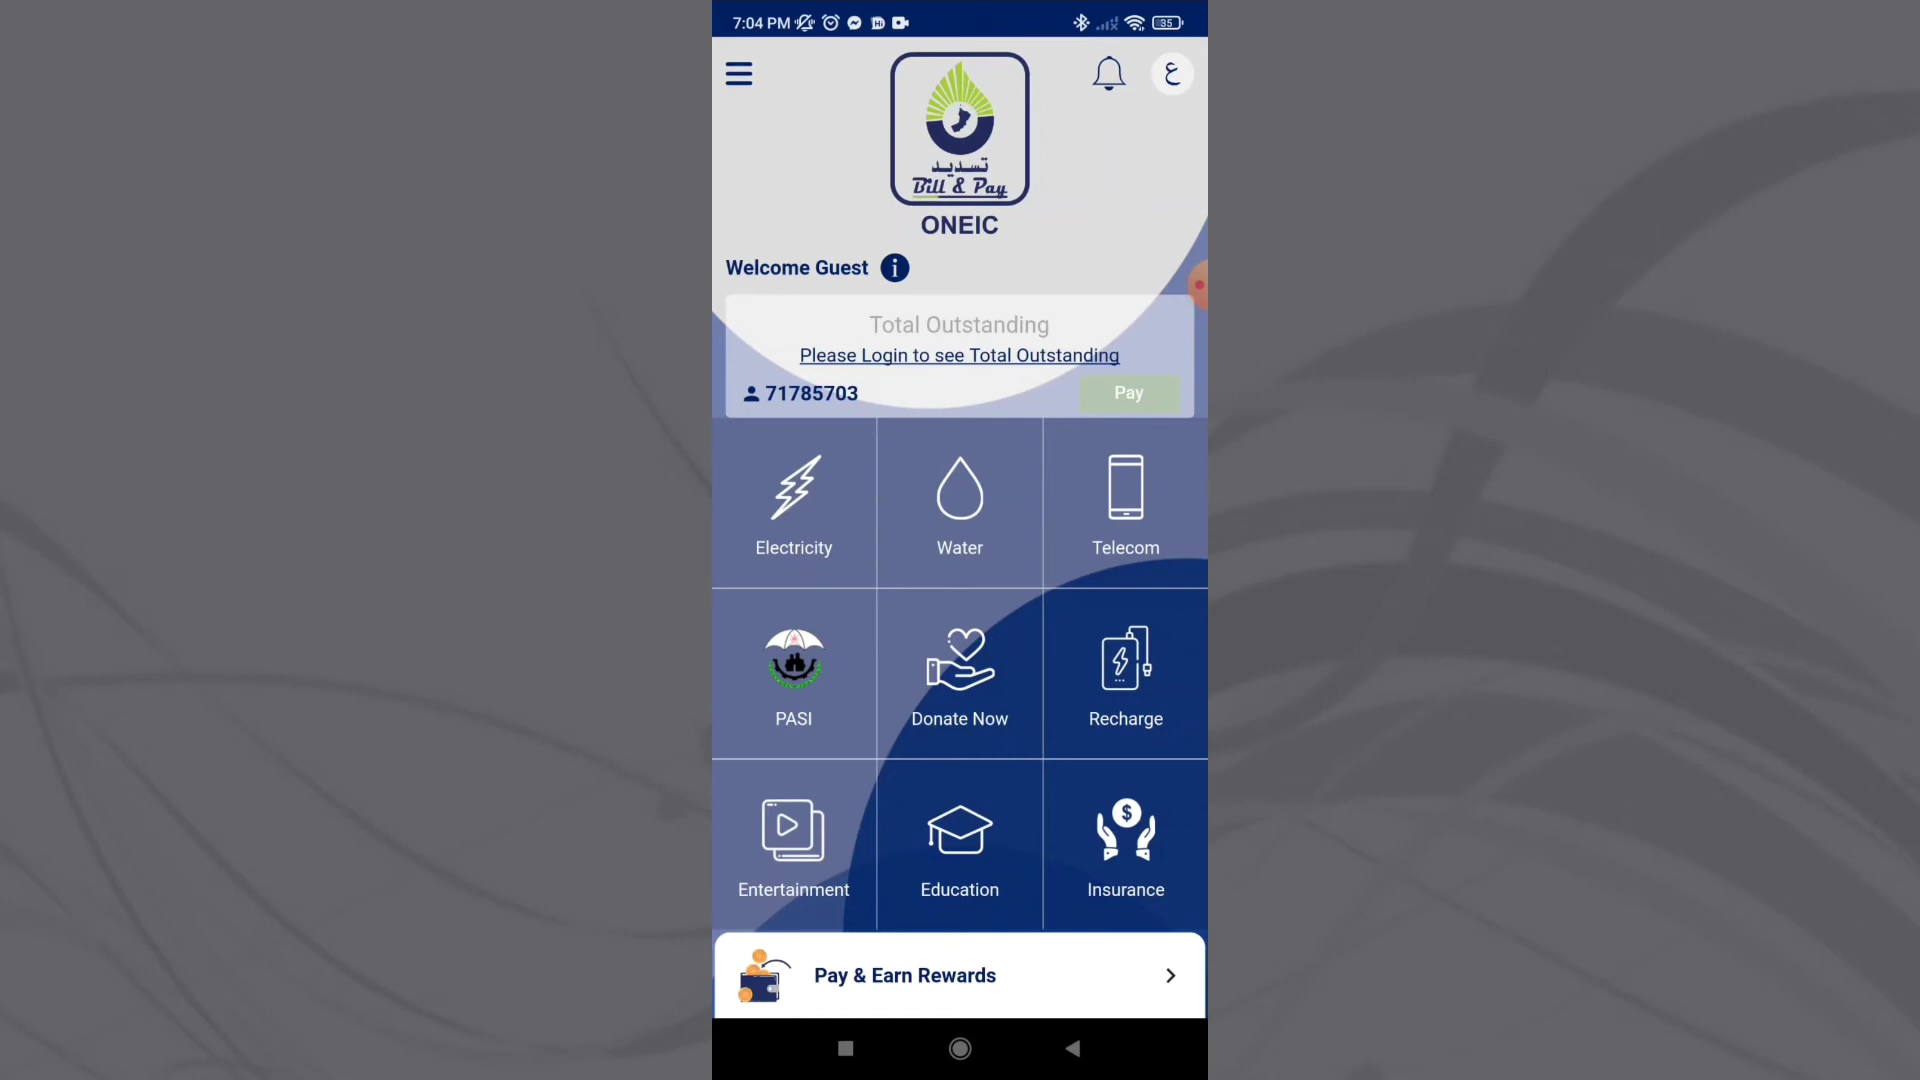 7:04 PM
35
ع
تسديد
Bill & Pay
ONEIC
Welcome Guest
Total Outstanding
Please Login to see Total Outstanding
71785703
Pay
Electricity
Water
Telecom
PASI
Donate Now
Recharge
Entertainment
Education
Insurance
Pay & Earn Rewards